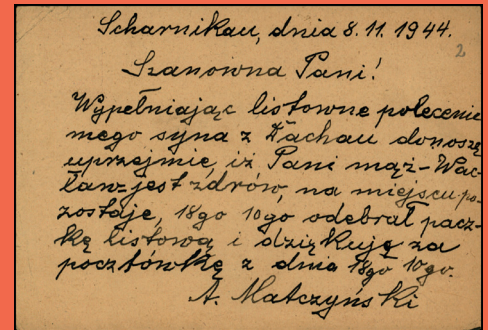 Scharnikau, dnia 8. 11. 1944.
2
Szanowna Pani!
Wypełniając listowne polecenie
mego syna z Dachau donoszę
uprzejmie, iż Pani mąż - Wac-
ław - jest zdrów, na miejscu po-
zostaje, 18go 10go odebrał pacz-
kę listową i dziękuję za
pocztówkę z dnia 18go 10go.
A. Matczyński